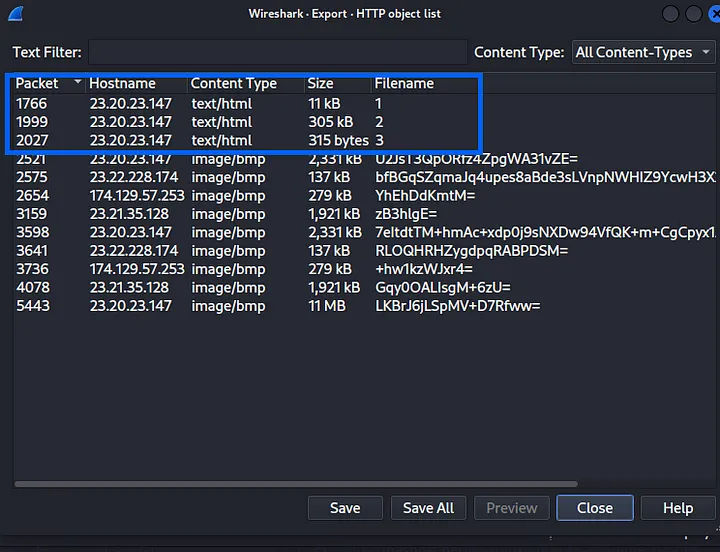 Wireshark · Export · HTTP object list
Text Filter: Content Type: All Content-Types
Packet Hostname Content Type Size Filename
1766 23.20.23.147 text/html 11 kB 1
1999 23.20.23.147 text/html 305 kB 2
2027 23.20.23.147 text/html 315 bytes 3
2521 23.20.23.147 image/bmp 2,331 kB U2JsT3QpORfz4ZpgWA31vZE=
2575 23.22.228.174 image/bmp 137 kB bfBGqSZqmaJq4upes8aBde3sLVnpNWHIZ9YcwH3X
2654 174.129.57.253 image/bmp 279 kB YhEhDdKmtM=
3159 23.21.35.128 image/bmp 1,921 kB zB3hlgE=
3598 23.20.23.147 image/bmp 2,331 kB 7eItdtTM+hmAc+xdp0j9sNXDw94VfQK+m+CgCpyx1
3641 23.22.228.174 image/bmp 137 kB RLOQHRHZygdpqRABPDSM=
3736 174.129.57.253 image/bmp 279 kB +hw1kzWJxr4=
4078 23.21.35.128 image/bmp 1,921 kB Gqy0OALIsgM+6zU=
5443 23.20.23.147 image/bmp 11 MB LKBrJ6jLSpMV+D7Rfww=
Save Save All Preview Close Help